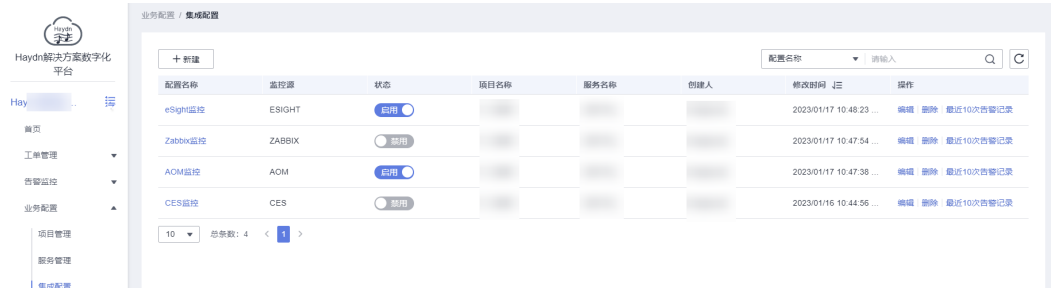 业务配置 / 集成配置
Haydn
Haydn解决方案数字化
平台
Hay ...
首页
工单管理
告警监控
业务配置
项目管理
服务管理
集成配置
+ 新建
配置名称 请输入
配置名称 监控源 状态 项目名称 服务名称 创建人 修改时间 操作
eSight监控 ESIGHT 启用 2023/01/17 10:48:23 ... 编辑 删除 最近10次告警记录
Zabbix监控 ZABBIX 禁用 2023/01/17 10:47:54 ... 编辑 删除 最近10次告警记录
AOM监控 AOM 启用 2023/01/17 10:47:38 ... 编辑 删除 最近10次告警记录
CES监控 CES 禁用 2023/01/16 10:44:56 ... 编辑 删除 最近10次告警记录
10 总条数: 4 < 1 >